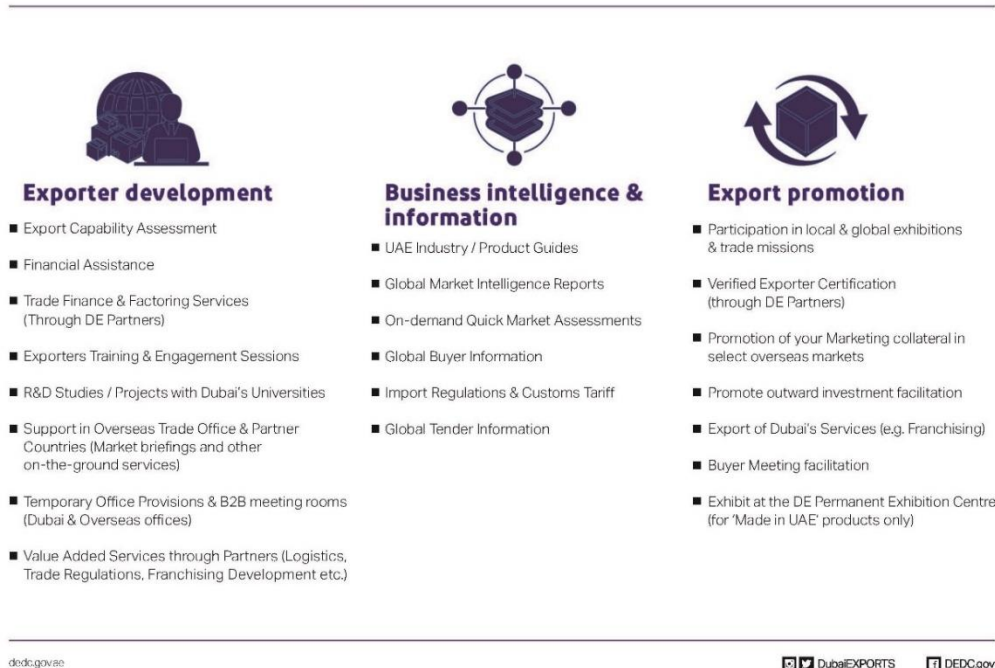 Exporter development
■ Export Capability Assessment
■ Financial Assistance
■ Trade Finance & Factoring Services
(Through DE Partners)
■ Exporters Training & Engagement Sessions
■ R&D Studies / Projects with Dubai's Universities
■ Support in Overseas Trade Office & Partner
Countries (Market briefings and other
on-the-ground services)
■ Temporary Office Provisions & B2B meeting rooms
(Dubai & Overseas offices)
■ Value Added Services through Partners (Logistics,
Trade Regulations, Franchising Development etc.)
Business intelligence &
information
■ UAE Industry / Product Guides
■ Global Market Intelligence Reports
■ On-demand Quick Market Assessments
■ Global Buyer Information
■ Import Regulations & Customs Tariff
■ Global Tender Information
Export promotion
■ Participation in local & global exhibitions
& trade missions
■ Verified Exporter Certification
(through DE Partners)
■ Promotion of your Marketing collateral in
select overseas markets
■ Promote outward investment facilitation
■ Export of Dubai's Services (e.g. Franchising)
■ Buyer Meeting facilitation
■ Exhibit at the DE Permanent Exhibition Centre
(for 'Made in UAE' products only)
dedc.gov.ae
DubaiEXPORTS
DEDC.gov